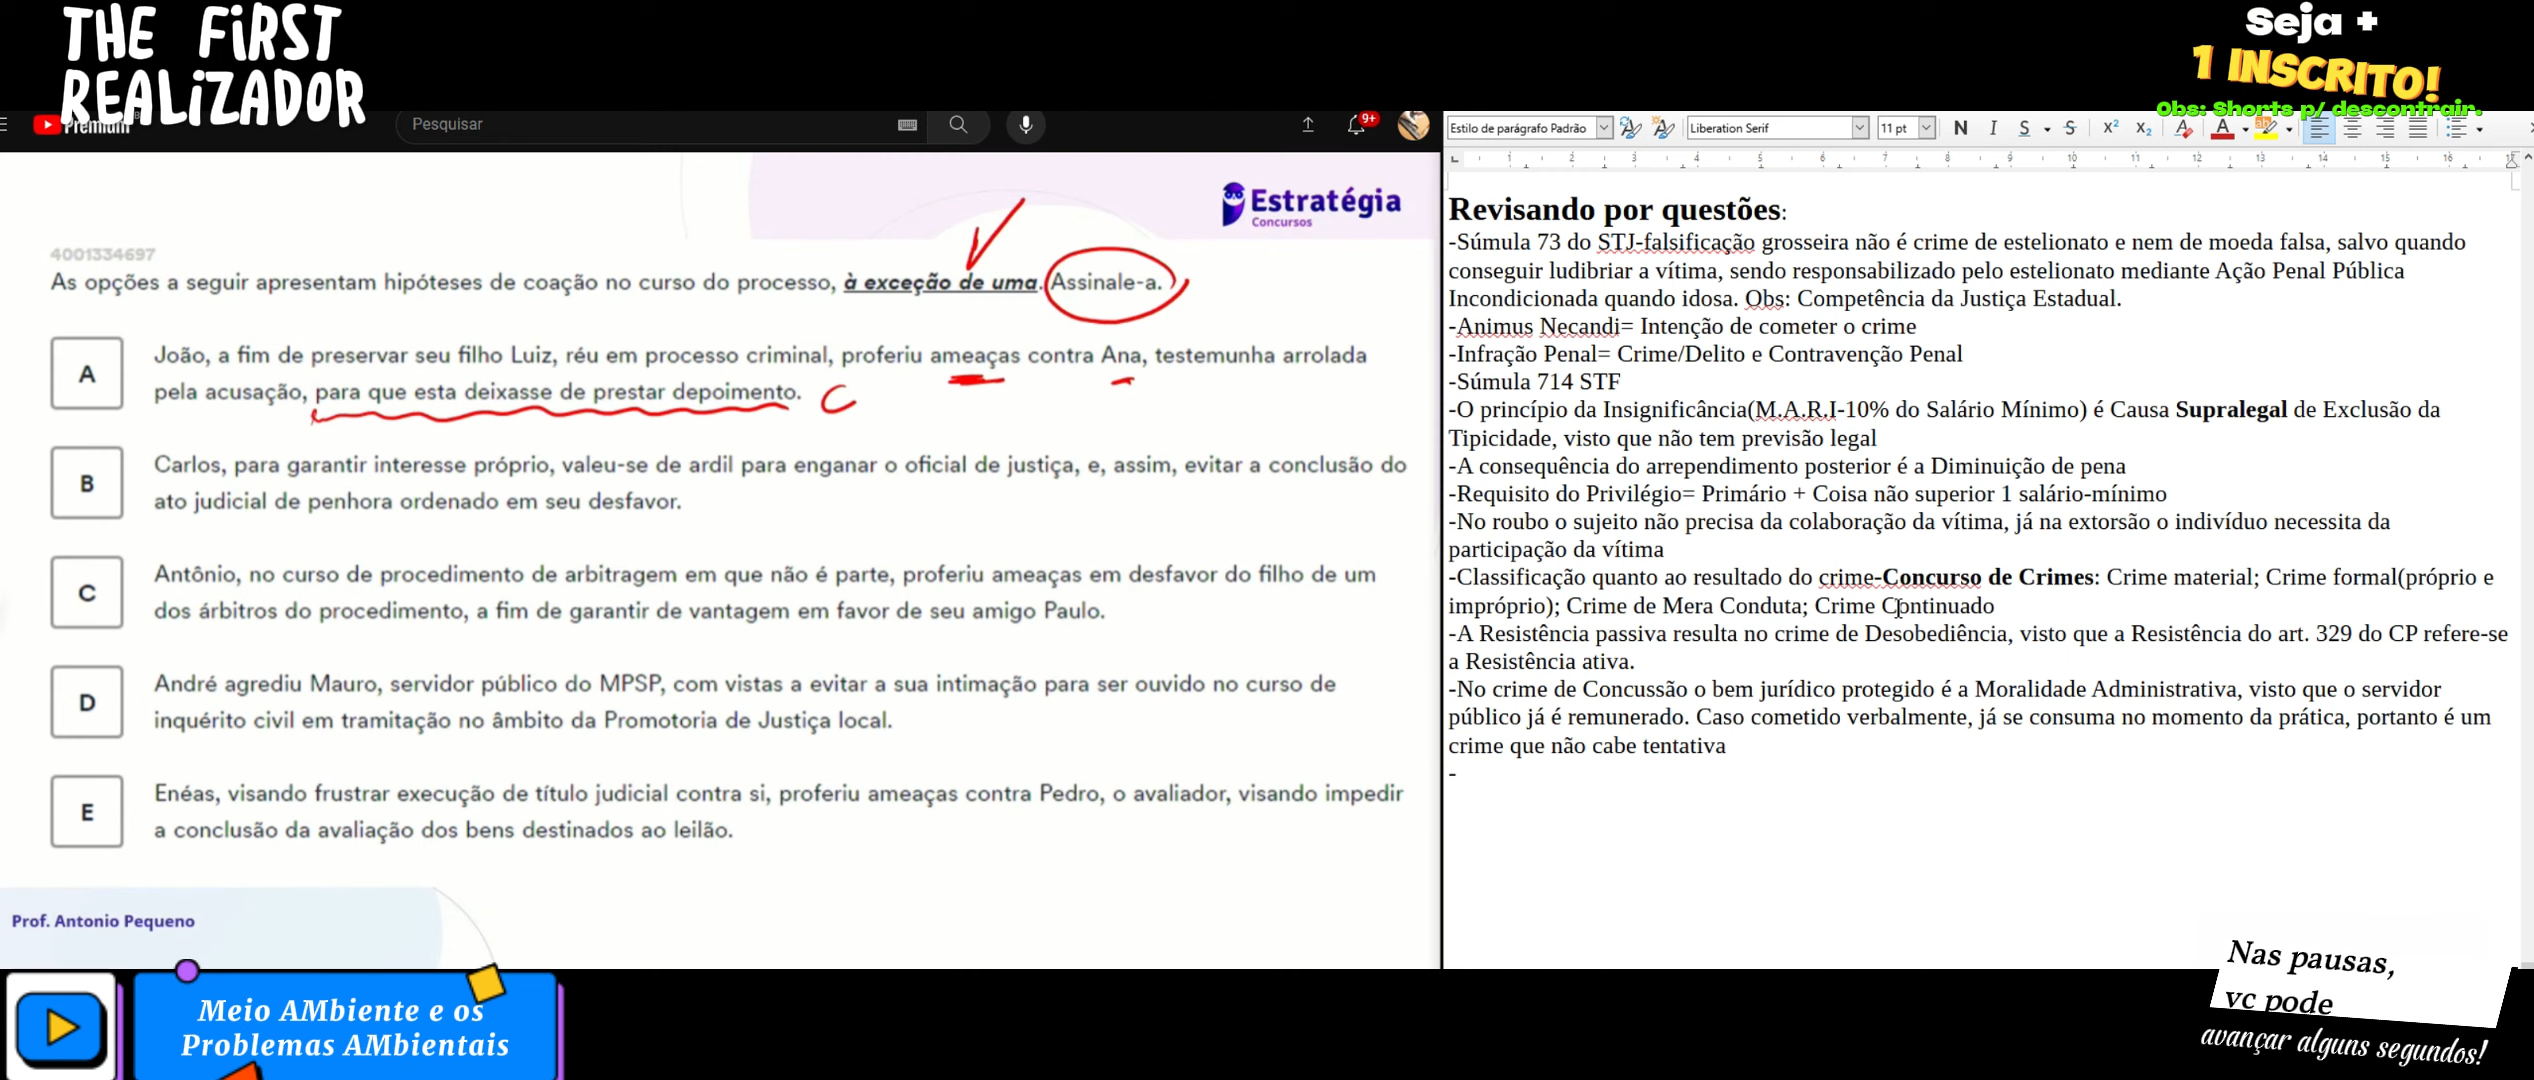 THE FIRST
REALIZADOR
Seja +
1 INSCRITO!
Obs: Shorts p/ descontrair.
Premium
Pesquisar
9+
Estilo de parágrafo Padrão
Liberation Serif
11 pt
N I S S X² X₂ A
1 2 3 4 5 6 7 8 9 10 11 12 13 14 15 16
Estratégia
Concursos
4001334697
As opções a seguir apresentam hipóteses de coação no curso do processo, à exceção de uma. Assinale-a.
A
João, a fim de preservar seu filho Luiz, réu em processo criminal, proferiu ameaças contra Ana, testemunha arrolada
pela acusação, para que esta deixasse de prestar depoimento. C
B
Carlos, para garantir interesse próprio, valeu-se de ardil para enganar o oficial de justiça, e, assim, evitar a conclusão do
ato judicial de penhora ordenado em seu desfavor.
C
Antônio, no curso de procedimento de arbitragem em que não é parte, proferiu ameaças em desfavor do filho de um
dos árbitros do procedimento, a fim de garantir de vantagem em favor de seu amigo Paulo.
D
André agrediu Mauro, servidor público do MPSP, com vistas a evitar a sua intimação para ser ouvido no curso de
inquérito civil em tramitação no âmbito da Promotoria de Justiça local.
E
Enéas, visando frustrar execução de título judicial contra si, proferiu ameaças contra Pedro, o avaliador, visando impedir
a conclusão da avaliação dos bens destinados ao leilão.
Prof. Antonio Pequeno
Revisando por questões:
-Súmula 73 do STJ-falsificação grosseira não é crime de estelionato e nem de moeda falsa, salvo quando
conseguir ludibriar a vítima, sendo responsabilizado pelo estelionato mediante Ação Penal Pública
Incondicionada quando idosa. Obs: Competência da Justiça Estadual.
-Animus Necandi= Intenção de cometer o crime
-Infração Penal= Crime/Delito e Contravenção Penal
-Súmula 714 STF
-O princípio da Insignificância(M.A.R.I-10% do Salário Mínimo) é Causa Supralegal de Exclusão da
Tipicidade, visto que não tem previsão legal
-A consequência do arrependimento posterior é a Diminuição de pena
-Requisito do Privilégio= Primário + Coisa não superior 1 salário-mínimo
-No roubo o sujeito não precisa da colaboração da vítima, já na extorsão o indivíduo necessita da
participação da vítima
-Classificação quanto ao resultado do crime-Concurso de Crimes: Crime material; Crime formal(próprio e
impróprio); Crime de Mera Conduta; Crime Continuado
-A Resistência passiva resulta no crime de Desobediência, visto que a Resistência do art. 329 do CP refere-se
a Resistência ativa.
-No crime de Concussão o bem jurídico protegido é a Moralidade Administrativa, visto que o servidor
público já é remunerado. Caso cometido verbalmente, já se consuma no momento da prática, portanto é um
crime que não cabe tentativa
-
Meio AMbiente e os
Problemas AMbientais
Nas pausas,
vc pode
avançar alguns segundos!